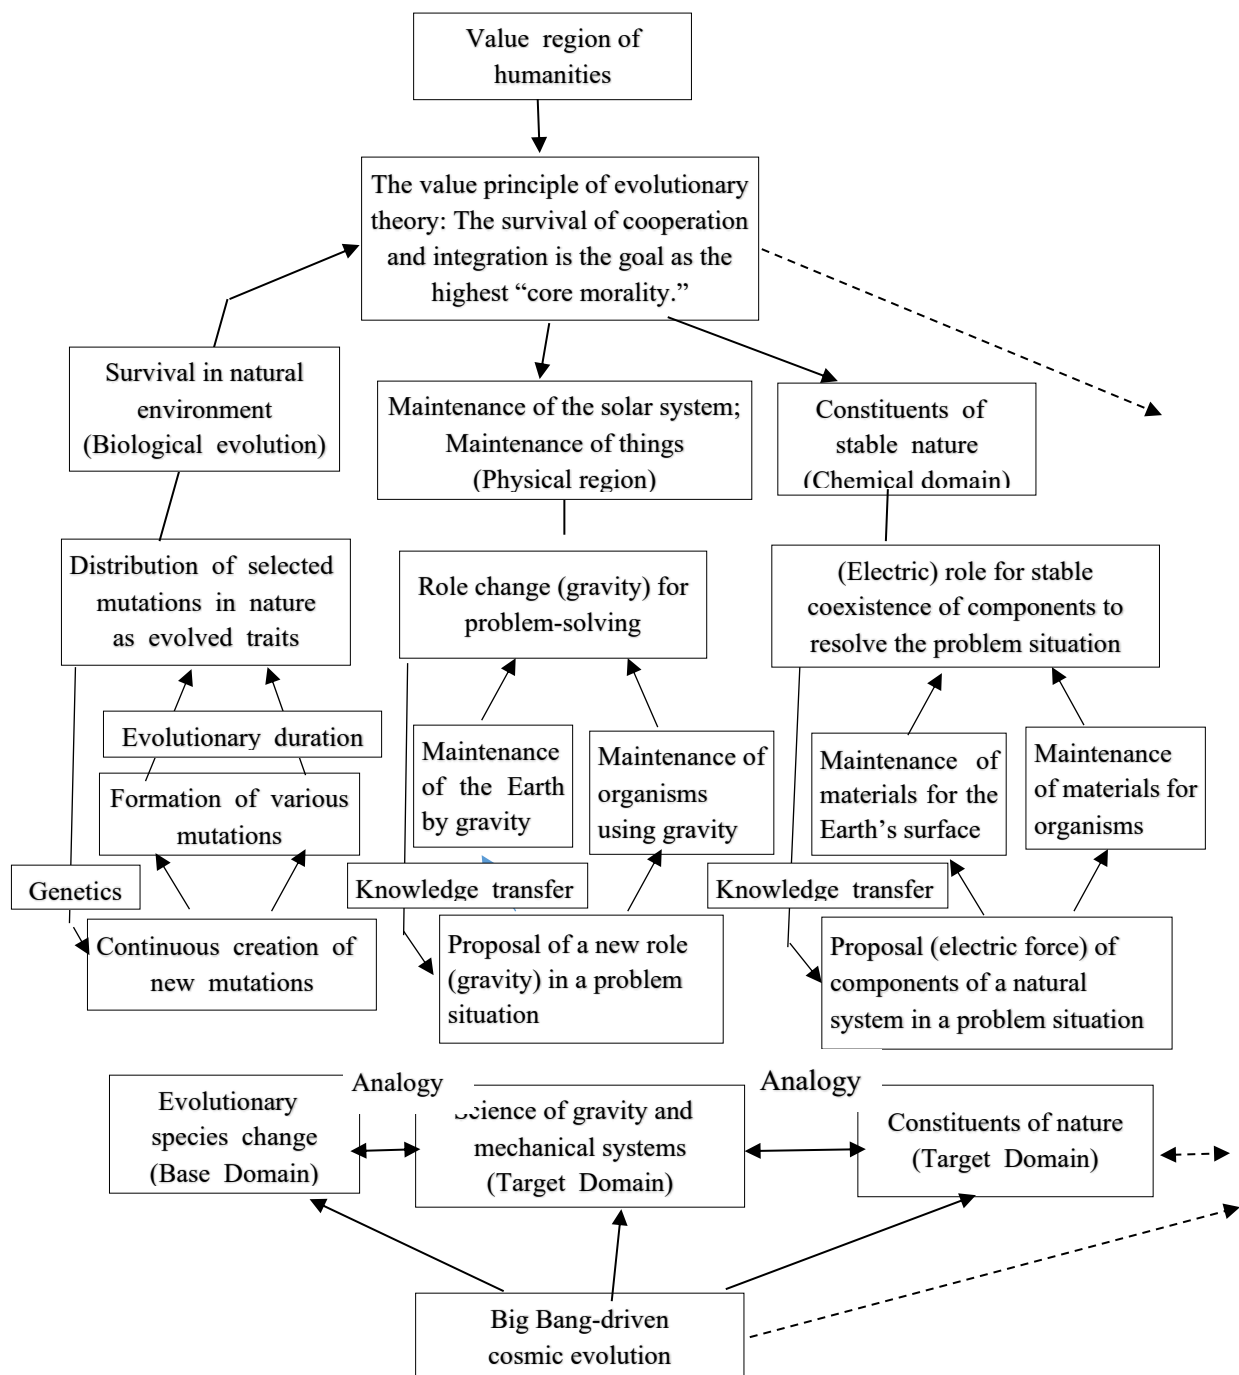 Value region of
humanities
The value principle of evolutionary
theory: The survival of cooperation
and integration is the goal as the
highest “core morality.”
Survival in natural
environment
(Biological evolution)
Maintenance of the solar system;
Maintenance of things
(Physical region)
Constituents of
stable nature
(Chemical domain)
Distribution of selected
mutations in nature
as evolved traits
Role change (gravity) for
problem-solving
(Electric) role for stable
coexistence of components to
resolve the problem situation
Evolutionary duration
Formation of various
mutations
Maintenance
of the Earth
by gravity
Maintenance of
organisms
using gravity
Maintenance of
materials for the
Earth’s surface
Maintenance
of materials for
organisms
Genetics
Knowledge transfer
Knowledge transfer
Continuous creation of
new mutations
Proposal of a new role
(gravity) in a problem
situation
Proposal (electric force) of
components of a natural
system in a problem situation
Analogy
Analogy
Evolutionary
species change
(Base Domain)
Science of gravity and
mechanical systems
(Target Domain)
Constituents of nature
(Target Domain)
Big Bang-driven
cosmic evolution